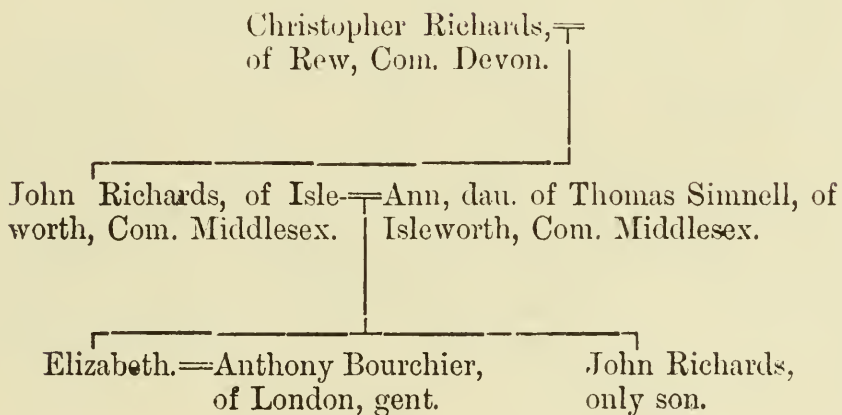 Christopher Richards,
of Rew, Com. Devon.
John Richards, of Isle-
worth, Com. Middlesex.
Ann, dau. of Thomas Simnell, of
Isleworth, Com. Middlesex.
Elizabeth.
Anthony Bourchier,
of London, gent.
John Richards,
only son.